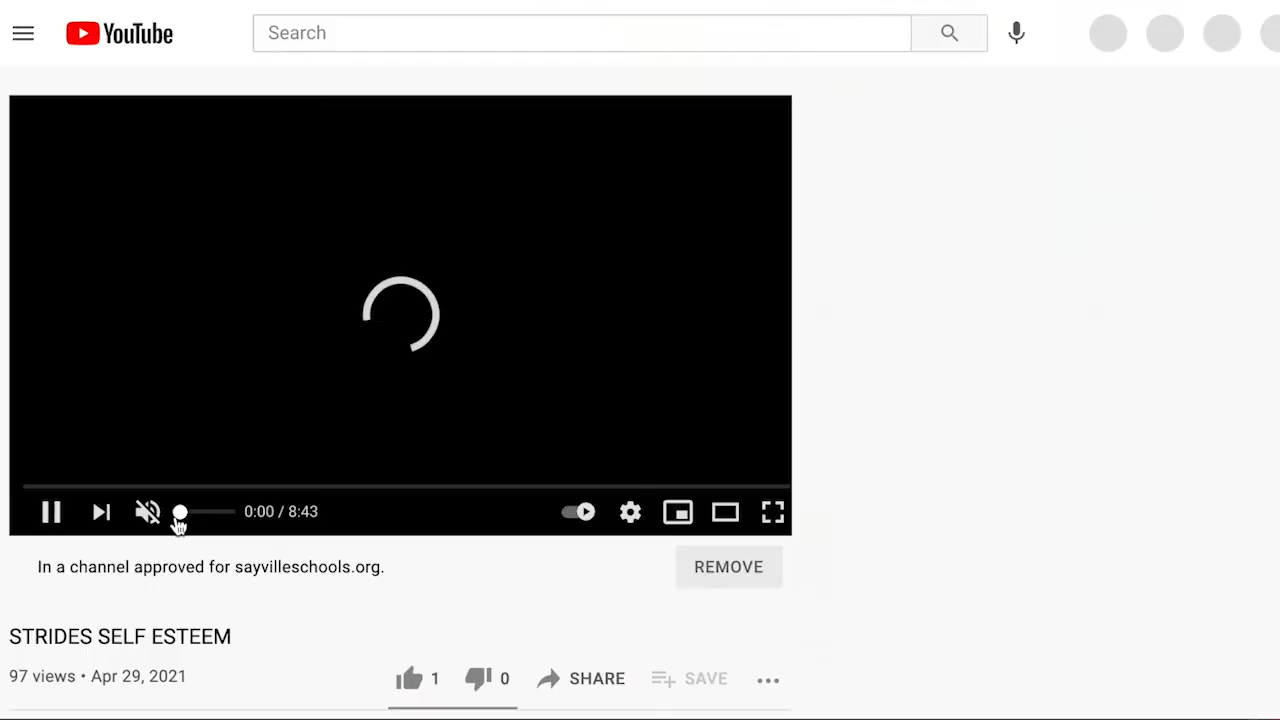 YouTube
Search
0:00 / 8:43
In a channel approved for sayvilleschools.org.
REMOVE
STRIDES SELF ESTEEM
97 views • Apr 29, 2021
1
0
SHARE
SAVE